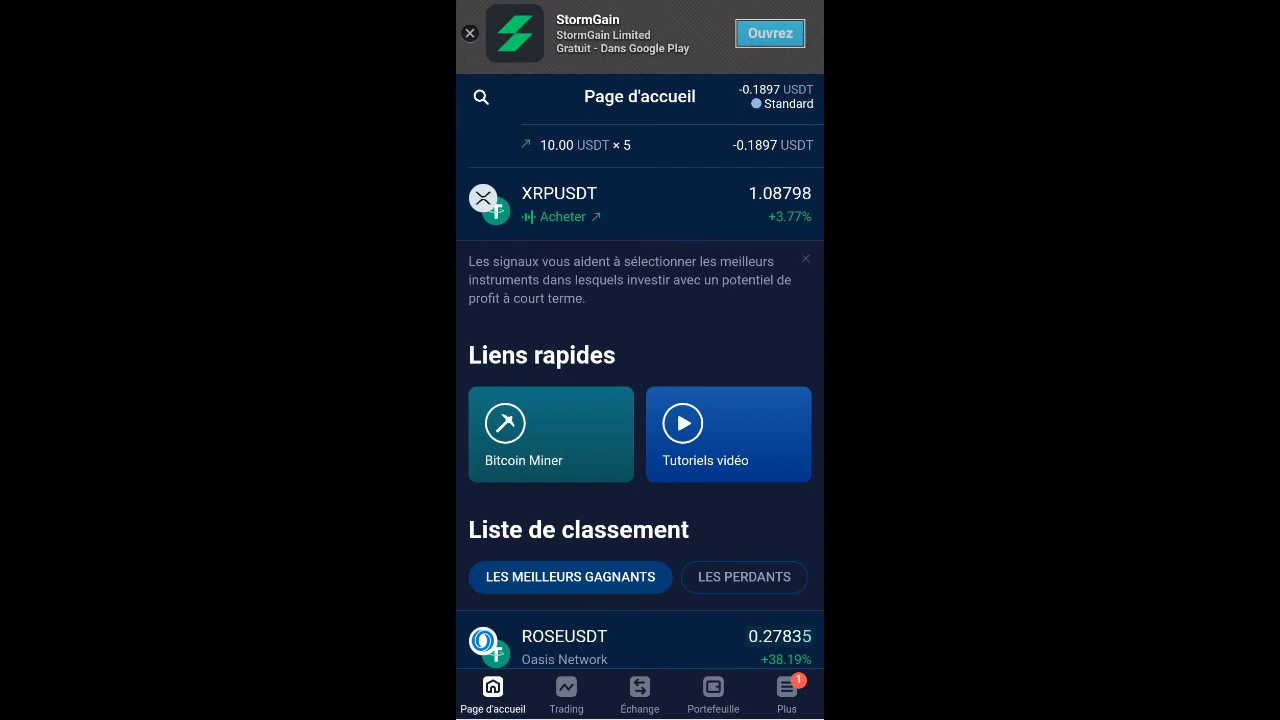 StormGain
StormGain Limited
Gratuit - Dans Google Play
Ouvrez
Page d'accueil
-0.1897 USDT
Standard
10.00 USDT × 5
-0.1897 USDT
XRPUSDT
1.08798
Acheter
+3.77%
Les signaux vous aident à sélectionner les meilleurs
instruments dans lesquels investir avec un potentiel de
profit à court terme.
Liens rapides
Bitcoin Miner
Tutoriels vidéo
Liste de classement
LES MEILLEURS GAGNANTS
LES PERDANTS
ROSEUSDT
0.27835
Oasis Network
+38.19%
1
Page d'accueil
Trading
Échange
Portefeuille
Plus